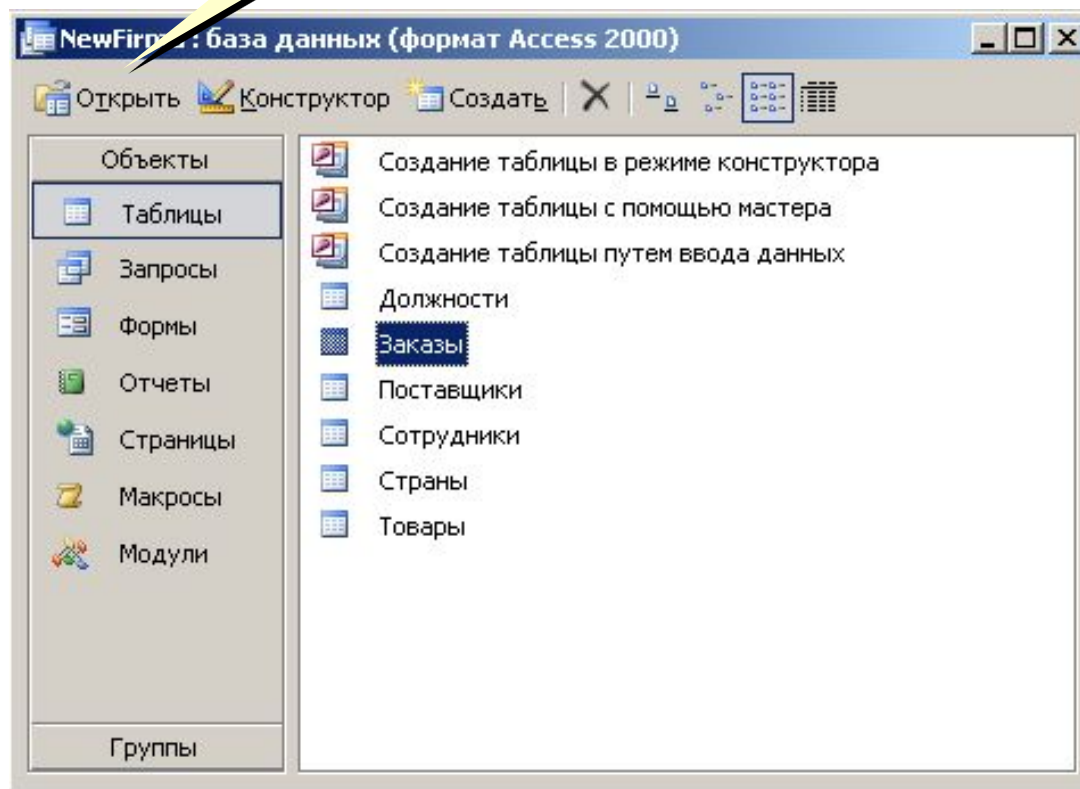 : база данных (формат Access 2000)
Открыть Конструктор Создать
Объекты
Таблицы
Запросы
Формы
Отчеты
Страницы
Макросы
Модули
Группы
Создание таблицы в режиме конструктора
Создание таблицы с помощью мастера
Создание таблицы путем ввода данных
Должности
Заказы
Поставщики
Сотрудники
Страны
Товары